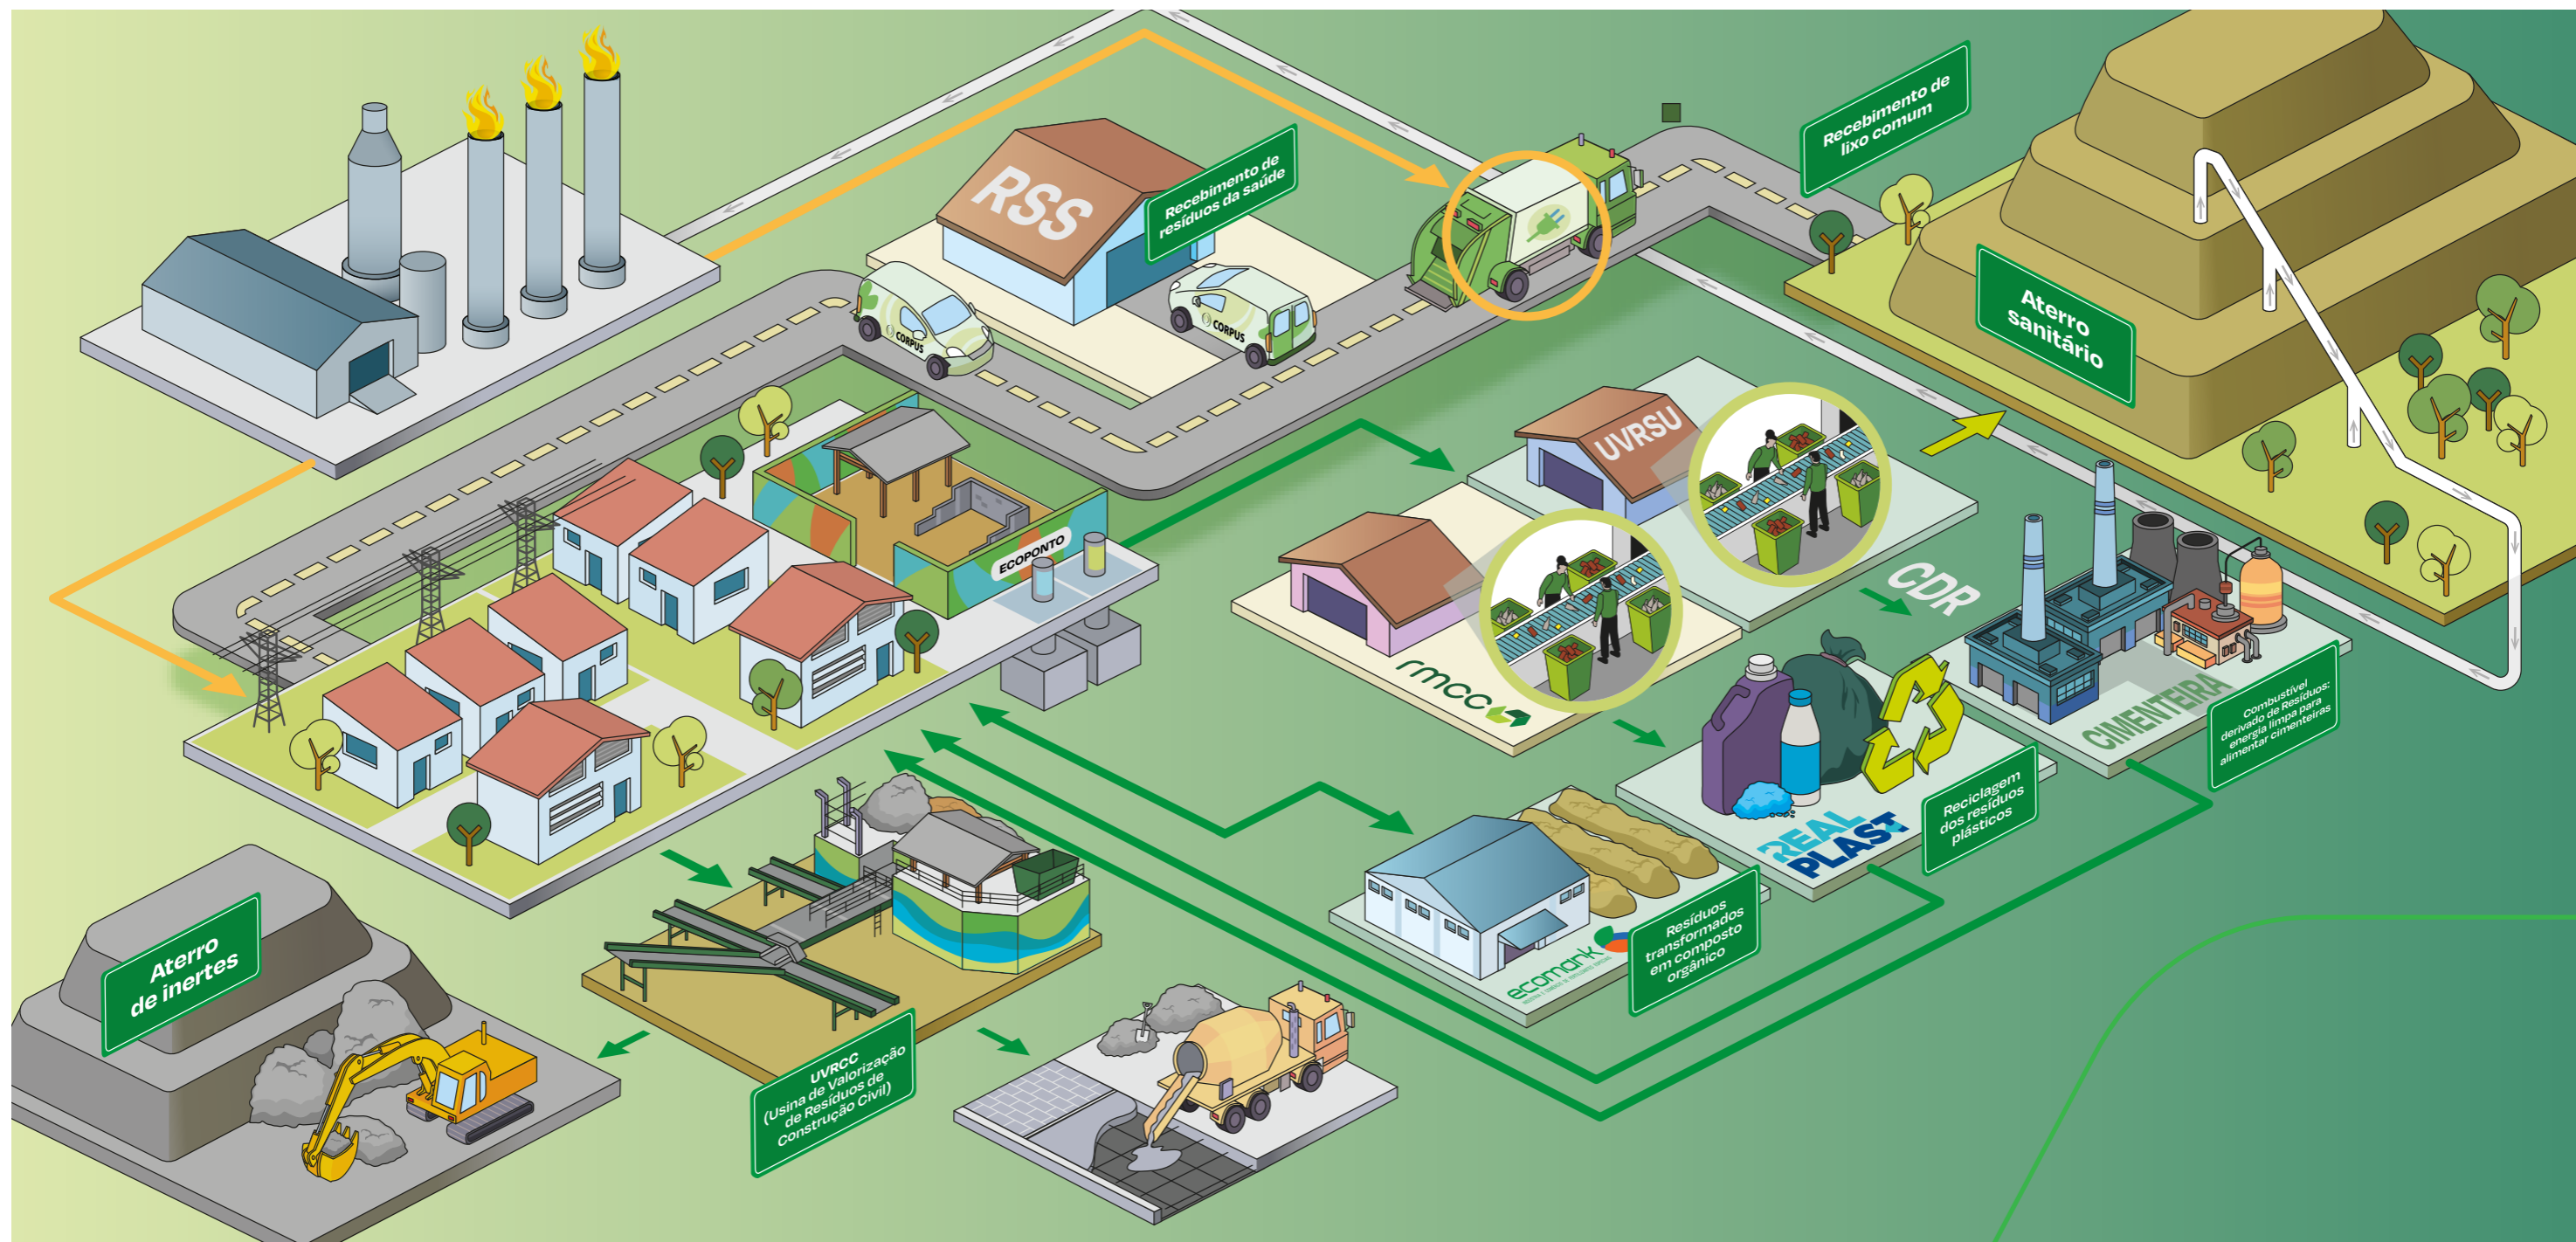 Recebimento de
lixo comum
RSS
Recebimento de
resíduos da saúde
Aterro
sanitário
CORPUS
CORPUS
UVRSU
ECOPONTO
CDR
rmcc
CIMENTEIRA
Combustível
derivado de Resíduos:
energia limpa para
alimentar cimenteiras
REAL
PLAST
Reciclagem
dos resíduos
plásticos
ecomark
Resíduos
transformados
em composto
orgânico
Aterro
de inertes
UVRCC
(Usina de Valorização
de Resíduos de
Construção Civil)